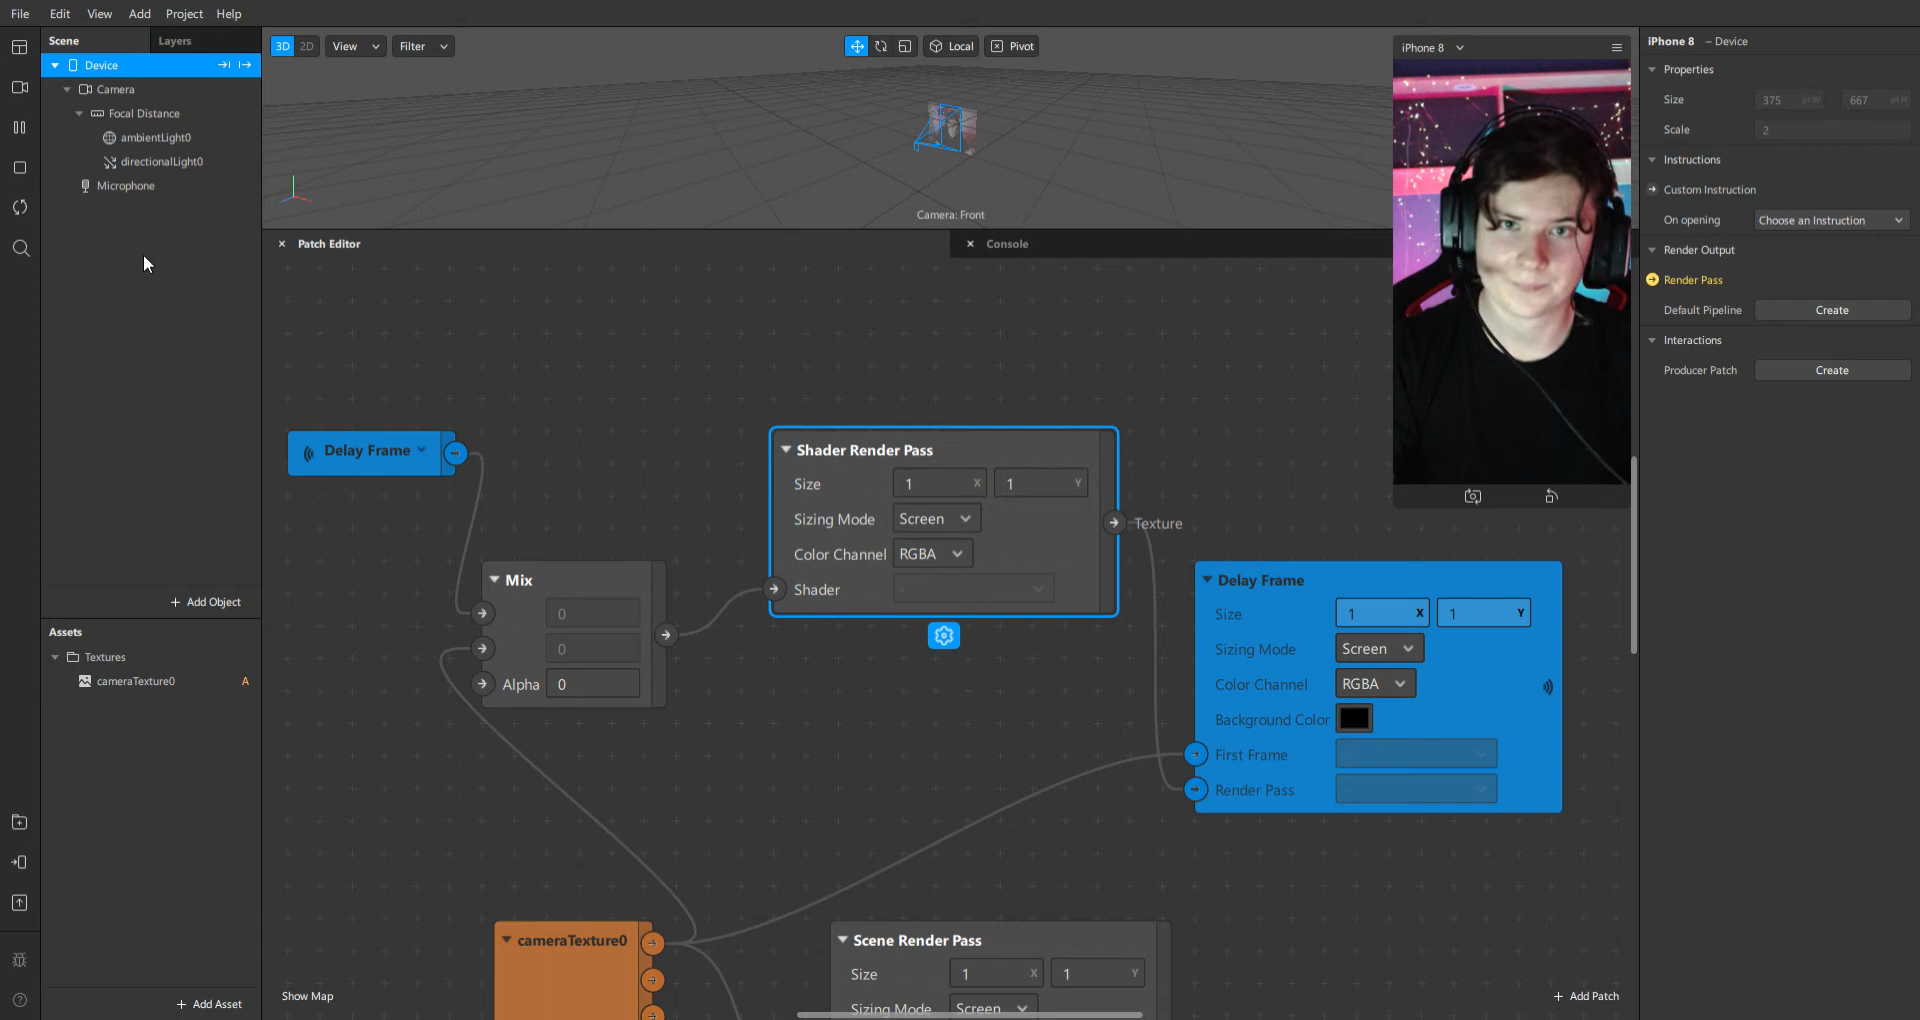 File Edit View Add Project Help
Scene Layers
Device
Camera
Focal Distance
ambientLight0
directionalLight0
Microphone
+ Add Object
Assets
Textures
cameraTexture0 A
+ Add Asset
3D 2D View Filter Local Pivot
Camera: Front
Patch Editor
Console
Delay Frame
Mix
0
0
Alpha 0
Shader Render Pass
Size 1 X 1 Y
Sizing Mode Screen
Color Channel RGBA
Shader -
Texture
Delay Frame
Size 1 X 1 Y
Sizing Mode Screen
Color Channel RGBA
Background Color
First Frame
Render Pass
cameraTexture0
Scene Render Pass
Size 1 X 1 Y
Sizing Mode Screen
Show Map
+ Add Patch
iPhone 8
iPhone 8 – Device
Properties
Size 375 pt W 667 pt H
Scale 2
Instructions
Custom Instruction
On opening Choose an Instruction
Render Output
Render Pass
Default Pipeline Create
Interactions
Producer Patch Create